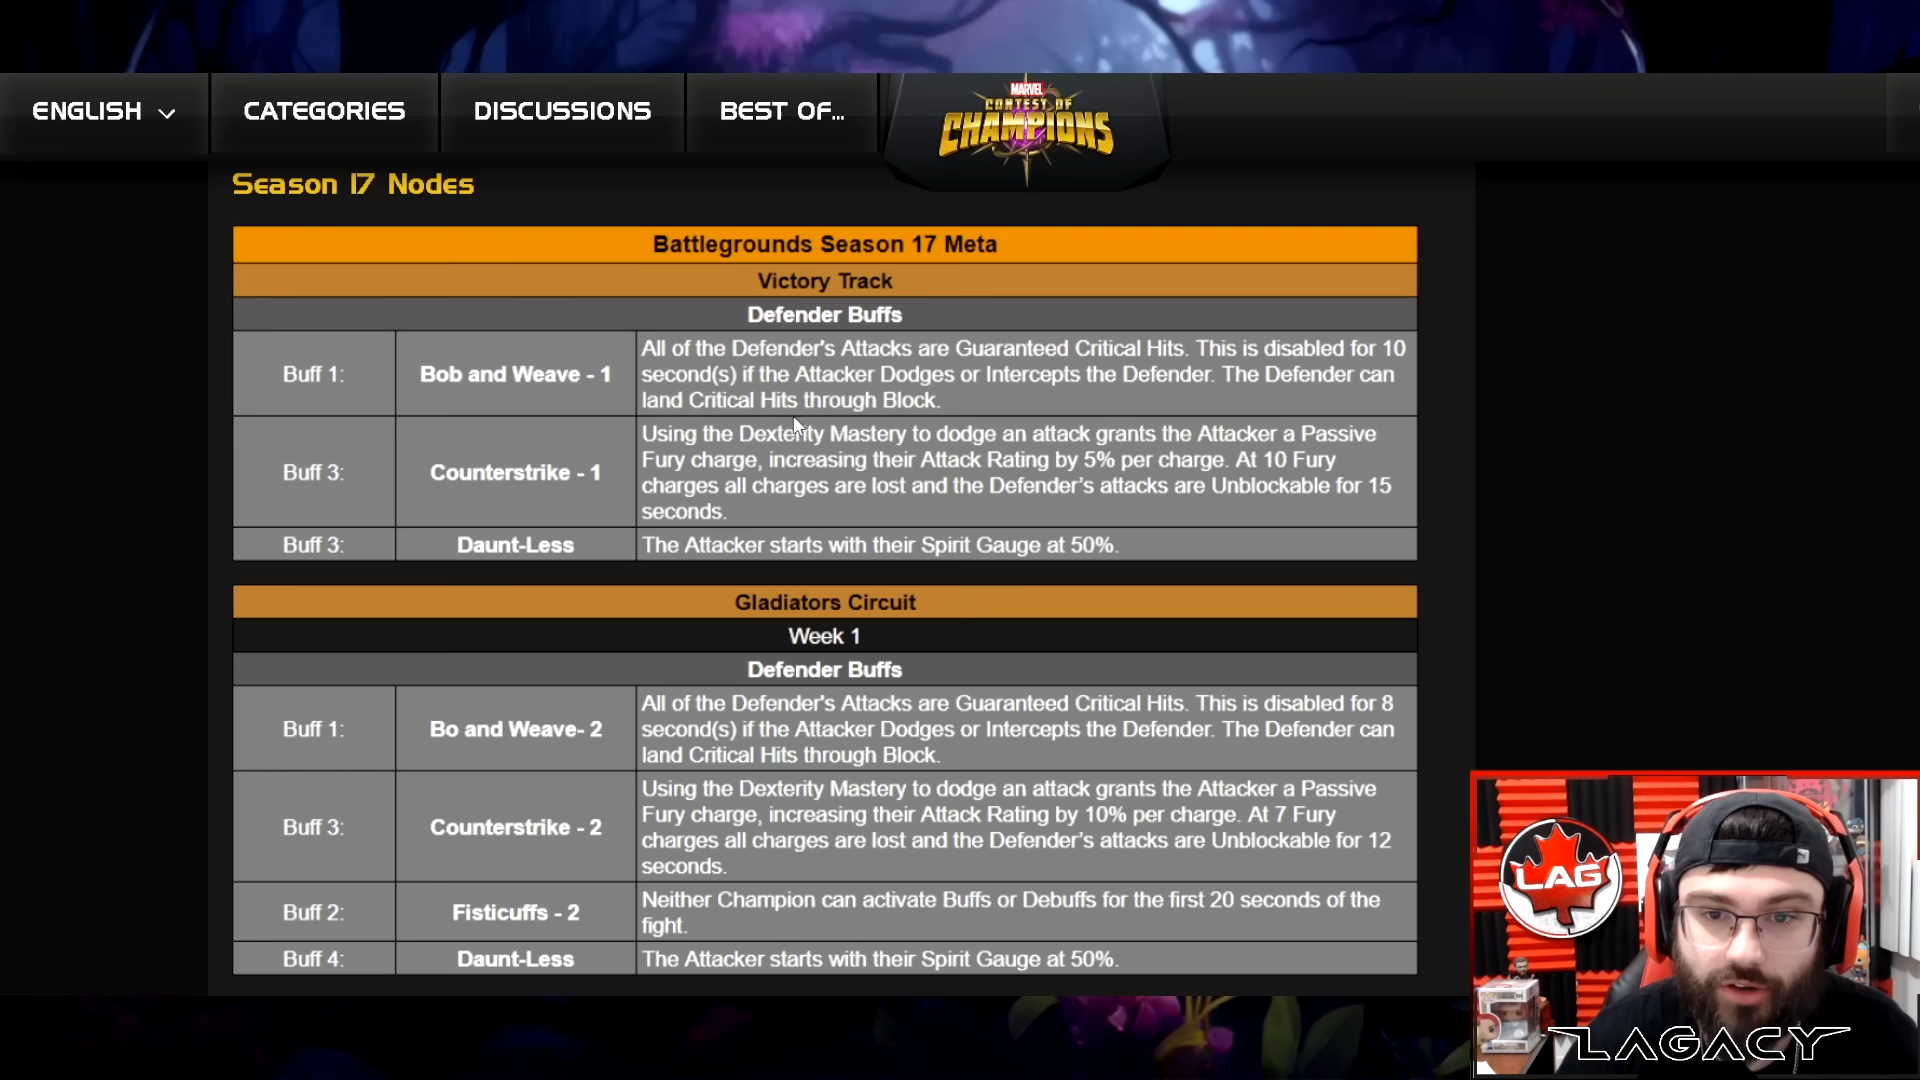 ENGLISH
CATEGORIES
DISCUSSIONS
BEST OF...
MARVEL
CONTEST OF
CHAMPIONS
Season 17 Nodes
Battlegrounds Season 17 Meta
Victory Track
Defender Buffs
Buff 1:
Bob and Weave - 1
All of the Defender's Attacks are Guaranteed Critical Hits. This is disabled for 10
second(s) if the Attacker Dodges or Intercepts the Defender. The Defender can
land Critical Hits through Block.
Buff 3:
Counterstrike - 1
Using the Dexterity Mastery to dodge an attack grants the Attacker a Passive
Fury charge, increasing their Attack Rating by 5% per charge. At 10 Fury
charges all charges are lost and the Defender’s attacks are Unblockable for 15
seconds.
Buff 3:
Daunt-Less
The Attacker starts with their Spirit Gauge at 50%.
Gladiators Circuit
Week 1
Defender Buffs
Buff 1:
Bo and Weave- 2
All of the Defender's Attacks are Guaranteed Critical Hits. This is disabled for 8
second(s) if the Attacker Dodges or Intercepts the Defender. The Defender can
land Critical Hits through Block.
Buff 3:
Counterstrike - 2
Using the Dexterity Mastery to dodge an attack grants the Attacker a Passive
Fury charge, increasing their Attack Rating by 10% per charge. At 7 Fury
charges all charges are lost and the Defender’s attacks are Unblockable for 12
seconds.
Buff 2:
Fisticuffs - 2
Neither Champion can activate Buffs or Debuffs for the first 20 seconds of the
fight.
Buff 4:
Daunt-Less
The Attacker starts with their Spirit Gauge at 50%.
LAG
LAGACY